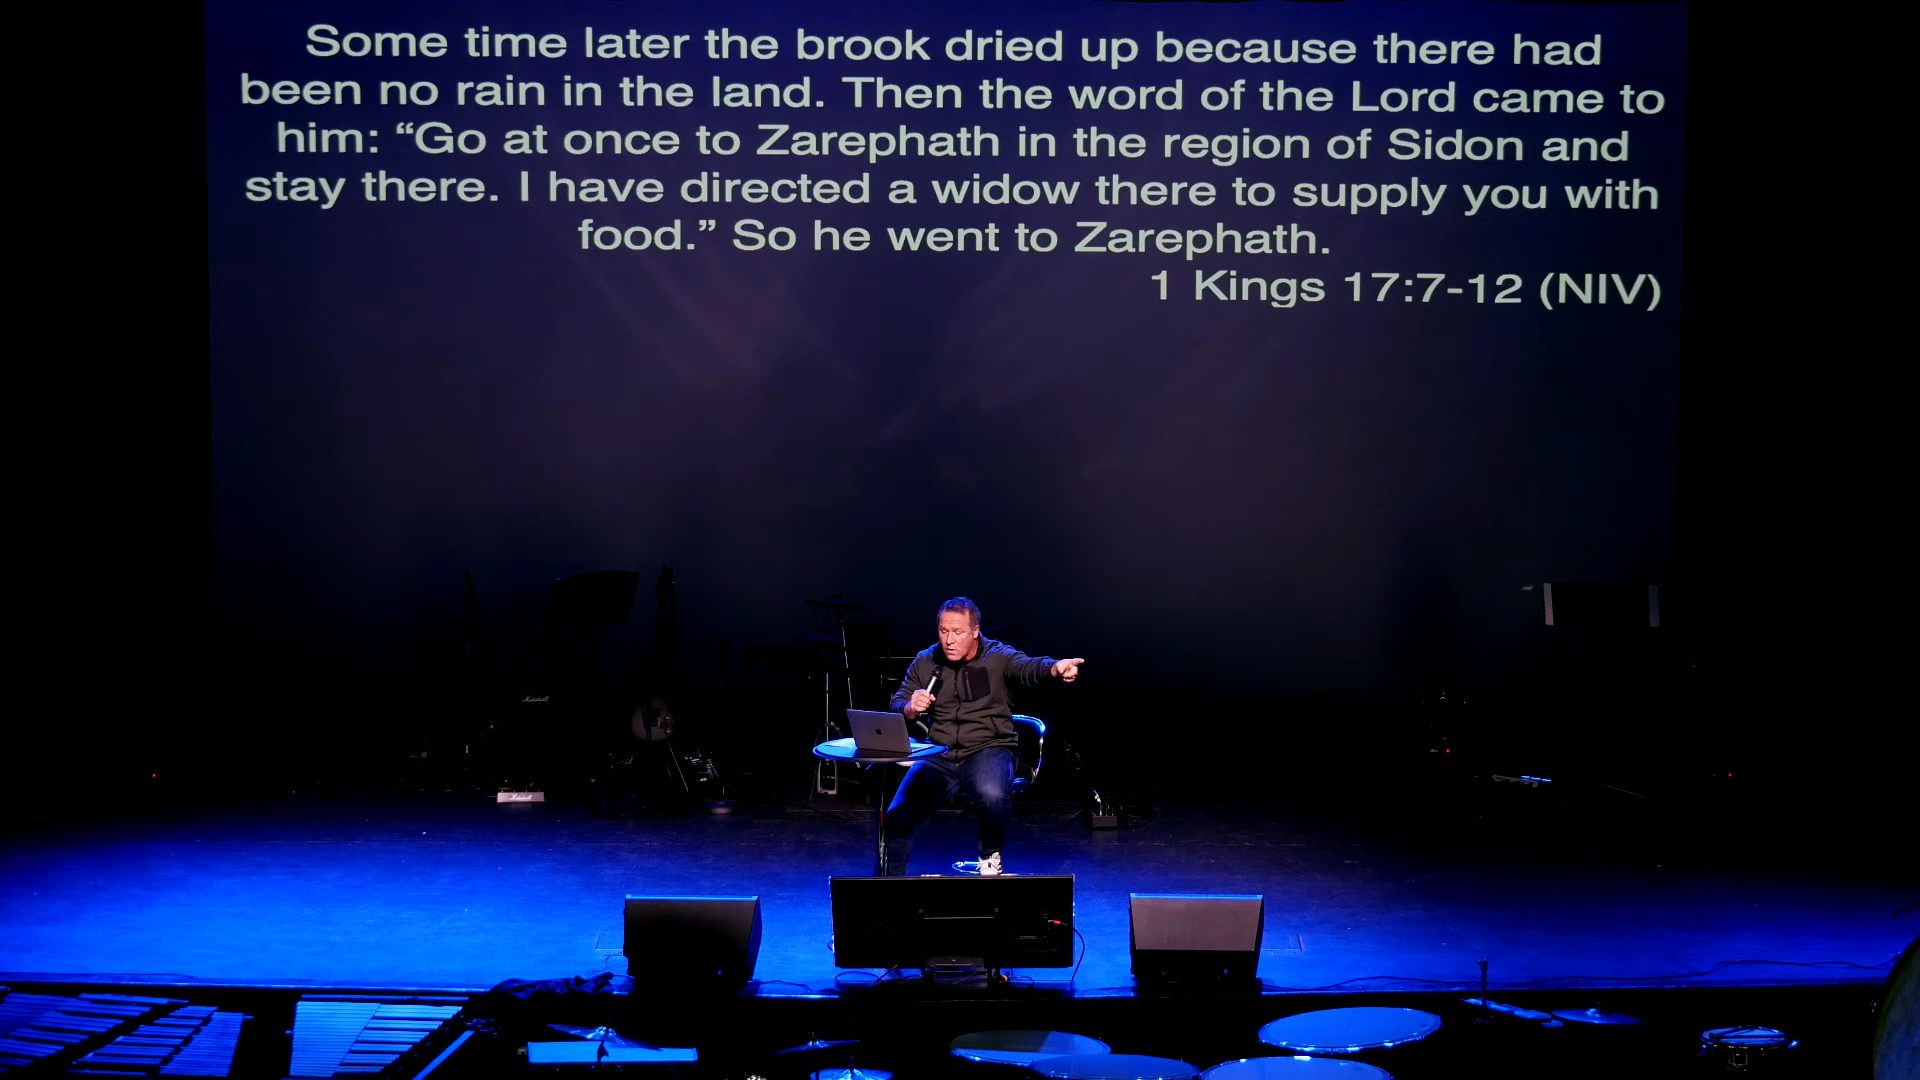 Some time later the brook dried up because there had
been no rain in the land. Then the word of the Lord came to
him: “Go at once to Zarephath in the region of Sidon and
stay there. I have directed a widow there to supply you with
food.” So he went to Zarephath.
1 Kings 17:7-12 (NIV)
Marshall
Marshall